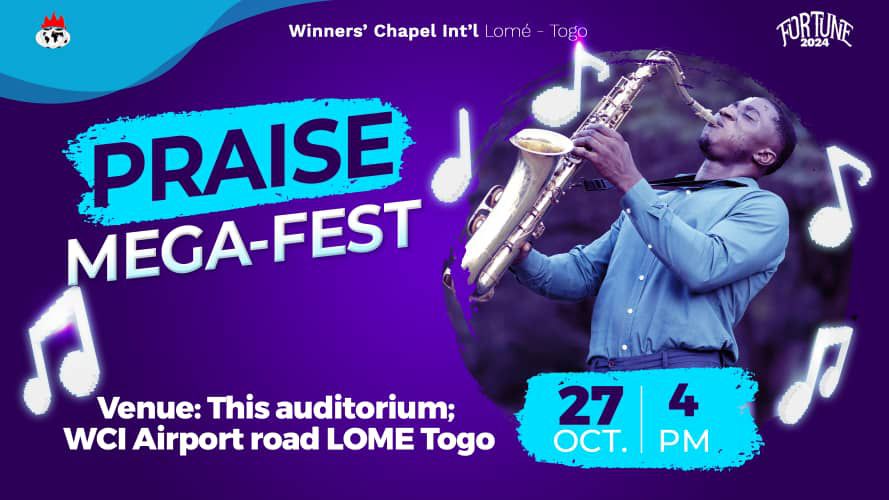 Winners' Chapel Int'l Lomé - Togo
FORTUNE
2024
PRAISE
MEGA-FEST
Venue: This auditorium;
WCI Airport road LOME Togo
27
OCT.
4
PM